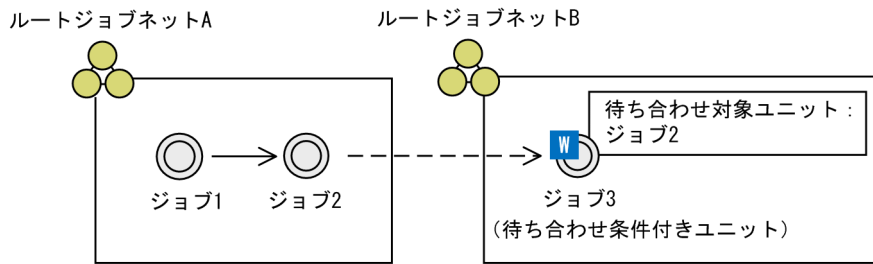 ルートジョブネットA
ルートジョブネットB
待ち合わせ対象ユニット：
ジョブ2
W
ジョブ1
ジョブ2
ジョブ3
（待ち合わせ条件付きユニット）